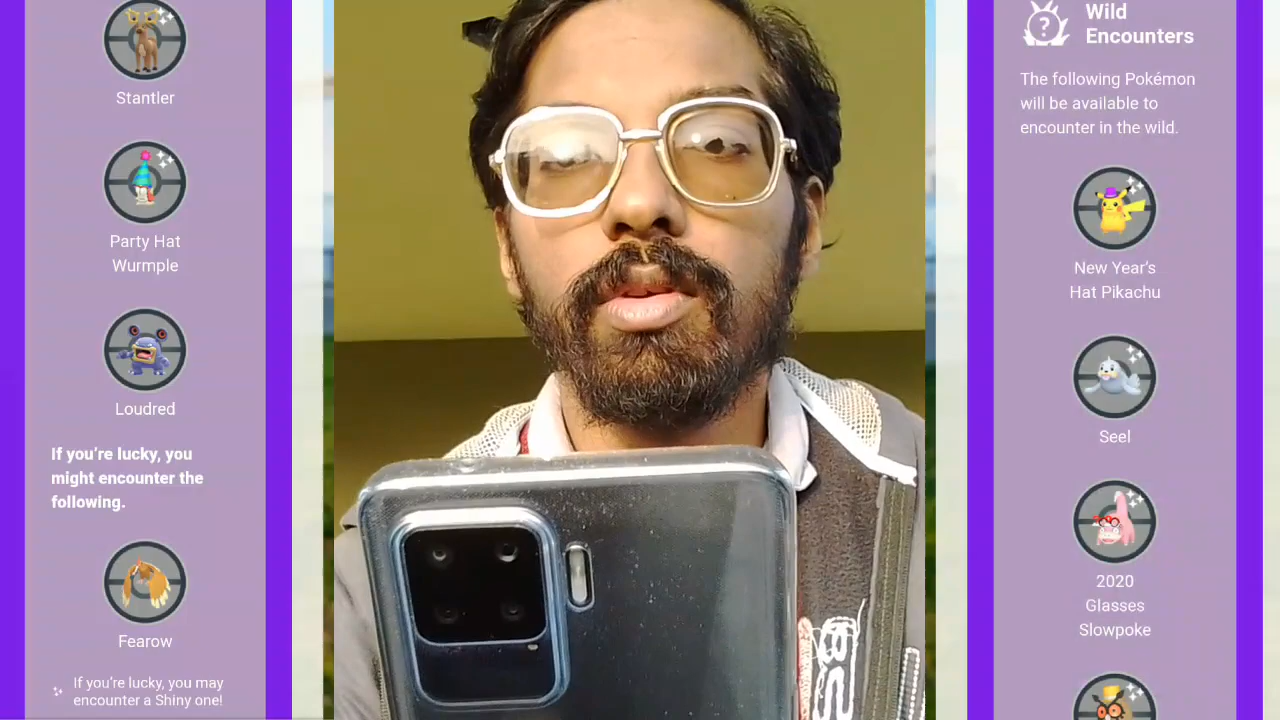 Stantler
Party Hat
Wurmple
Loudred
If you’re lucky, you
might encounter the
following.
Fearow
If you’re lucky, you may
encounter a Shiny one!
Wild
Encounters
The following Pokémon
will be available to
encounter in the wild.
New Year’s
Hat Pikachu
Seel
2020
Glasses
Slowpoke